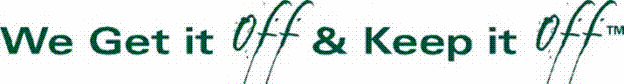 We Get it Off & Keep it Off™